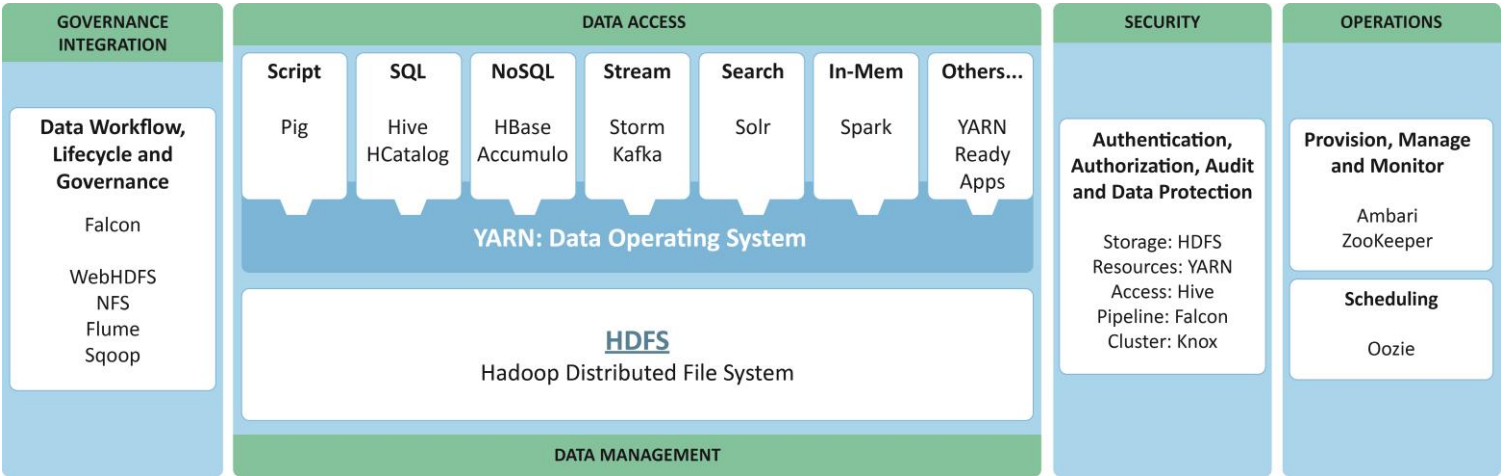 GOVERNANCE
INTEGRATION
Data Workflow,
Lifecycle and
Governance
Falcon
WebHDFS
NFS
Flume
Sqoop
DATA ACCESS
Script
Pig
SQL
Hive
HCatalog
NoSQL
HBase
Accumulo
Stream
Storm
Kafka
Search
Solr
In-Mem
Spark
Others...
YARN
Ready
Apps
YARN: Data Operating System
HDFS
Hadoop Distributed File System
DATA MANAGEMENT
SECURITY
Authentication,
Authorization, Audit
and Data Protection
Storage: HDFS
Resources: YARN
Access: Hive
Pipeline: Falcon
Cluster: Knox
OPERATIONS
Provision, Manage
and Monitor
Ambari
ZooKeeper
Scheduling
Oozie